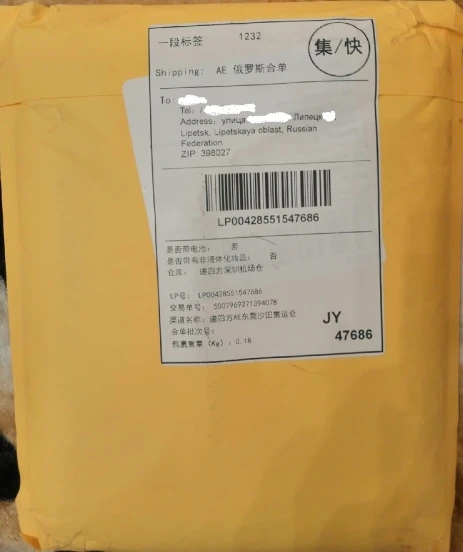 一段标签 1232
集/快
Shipping: AE 俄罗斯合单
To:
Tel:
Address: улица Липецк
Lipetsk, Lipetskaya oblast, Russian
Federation
ZIP: 398027
LP00428551547686
是否带电池: 否
是否带有非液体化妆品: 否
仓库: 递四方深圳机场仓
LP号: LP00428551547686
交易单号: 5007969271394078
渠道名称: 递四方AE东莞沙田集运仓
合单批次号:
包裹重量 (Kg) : 0.18
JY
47686